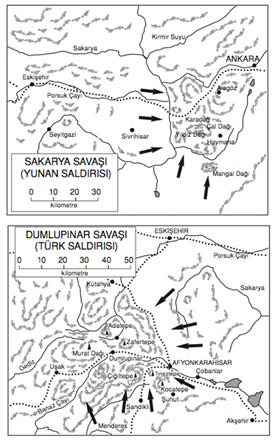 Kirmir Suyu
Sakarya
ANKARA
Eskişehir
Porsuk Çayı
Alagöz
Karadağ
Çal Dağı
Seyitgazi
Sivrihisar
Yıldız Dağı
Haymana
Mangal Dağı
SAKARYA SAVAŞI
(YUNAN SALDIRISI)
0 10 20 30
kilometre
DUMLUPINAR SAVAŞI
(TÜRK SALDIRISI)
0 10 20 30 40 50
kilometre
ESKİŞEHİR
Porsuk Çayı
Kütahya
Sakarya
Adatepe
Zafertepe
Murat Dağı
Dumlupınar
Gediz
Uşak
AFYONKARAHİSAR
Çobanlar
Çiğiltepe
Tınaztepe
Kocatepe
Banaz Çayı
Şuhut
Sandıklı
Menderes
Akşehir